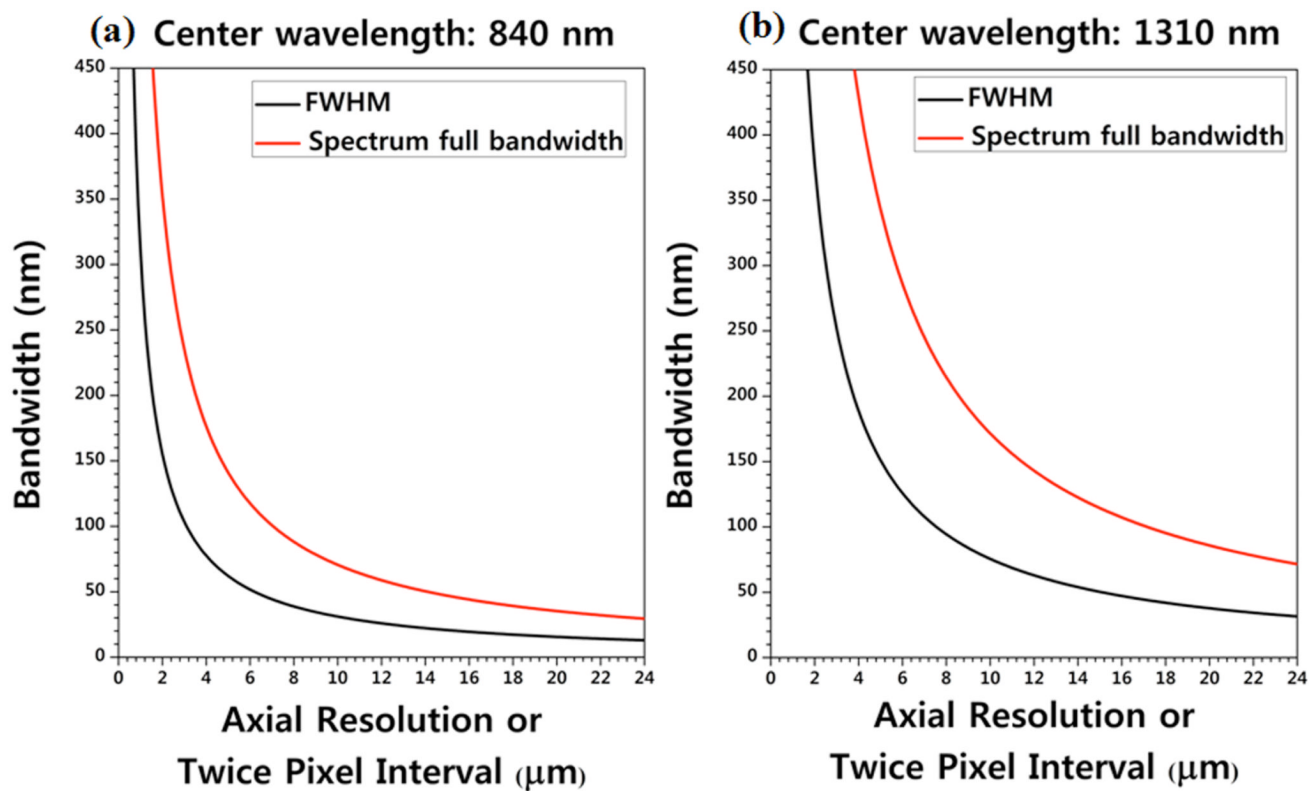 (a) Center wavelength: 840 nm
FWHM
Spectrum full bandwidth
Bandwidth (nm)
450
400
350
300
250
200
150
100
50
0
0 2 4 6 8 10 12 14 16 18 20 22 24
Axial Resolution or
Twice Pixel Interval (μm)
(b) Center wavelength: 1310 nm
FWHM
Spectrum full bandwidth
Bandwidth (nm)
450
400
350
300
250
200
150
100
50
0
0 2 4 6 8 10 12 14 16 18 20 22 24
Axial Resolution or
Twice Pixel Interval (μm)